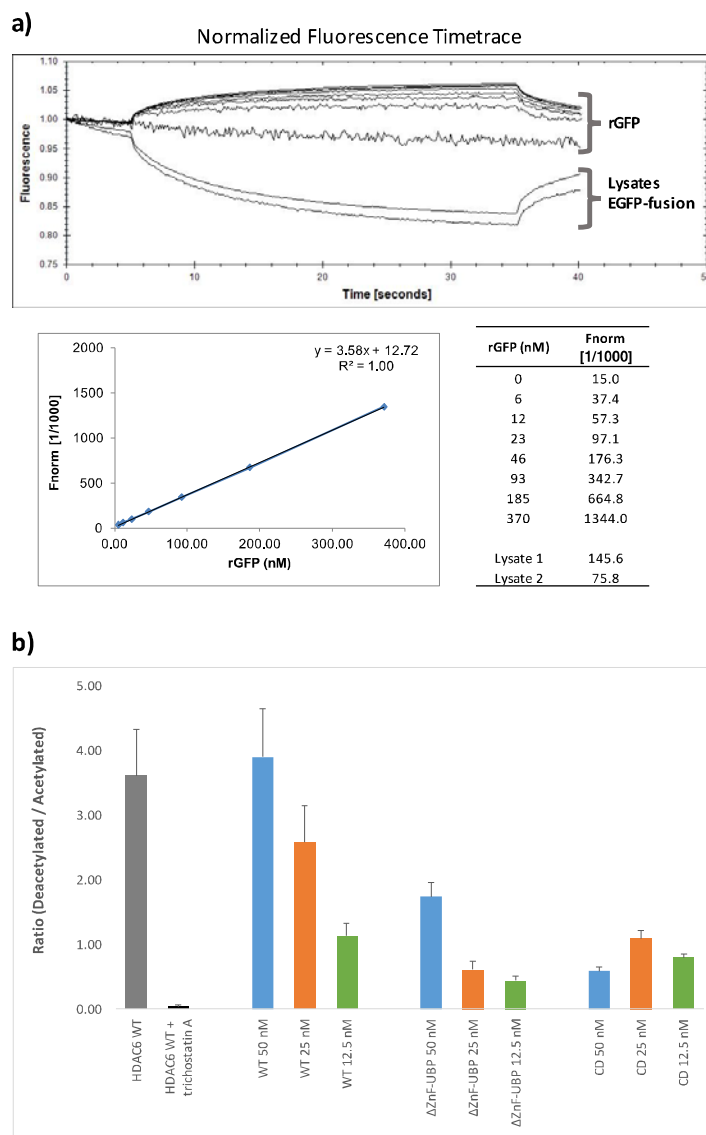 a)
Normalized Fluorescence Timetrace
1.10
1.05
1.00
0.95
0.90
0.85
0.80
0.75
Fluorescence
0
10
20
30
40
50
Time [seconds]
rGFP
Lysates
EGFP-fusion
2000
1500
1000
500
0
Fnorm [1/1000]
y = 3.58x + 12.72
R² = 1.00
0.00 100.00 200.00 300.00 400.00
rGFP (nM)
rGFP (nM) Fnorm [1/1000]
0 15.0
6 37.4
12 57.3
23 97.1
46 176.3
93 342.7
185 664.8
370 1344.0
Lysate 1 145.6
Lysate 2 75.8
b)
5.00
4.00
3.00
2.00
1.00
0.00
Ratio (Deacetylated / Acetylated)
HDAC6 WT
HDAC6 WT +
trichostatin A
WT 50 nM
WT 25 nM
WT 12.5 nM
ΔZnF-UBP 50 nM
ΔZnF-UBP 25 nM
ΔZnF-UBP 12.5 nM
CD 50 nM
CD 25 nM
CD 12.5 nM